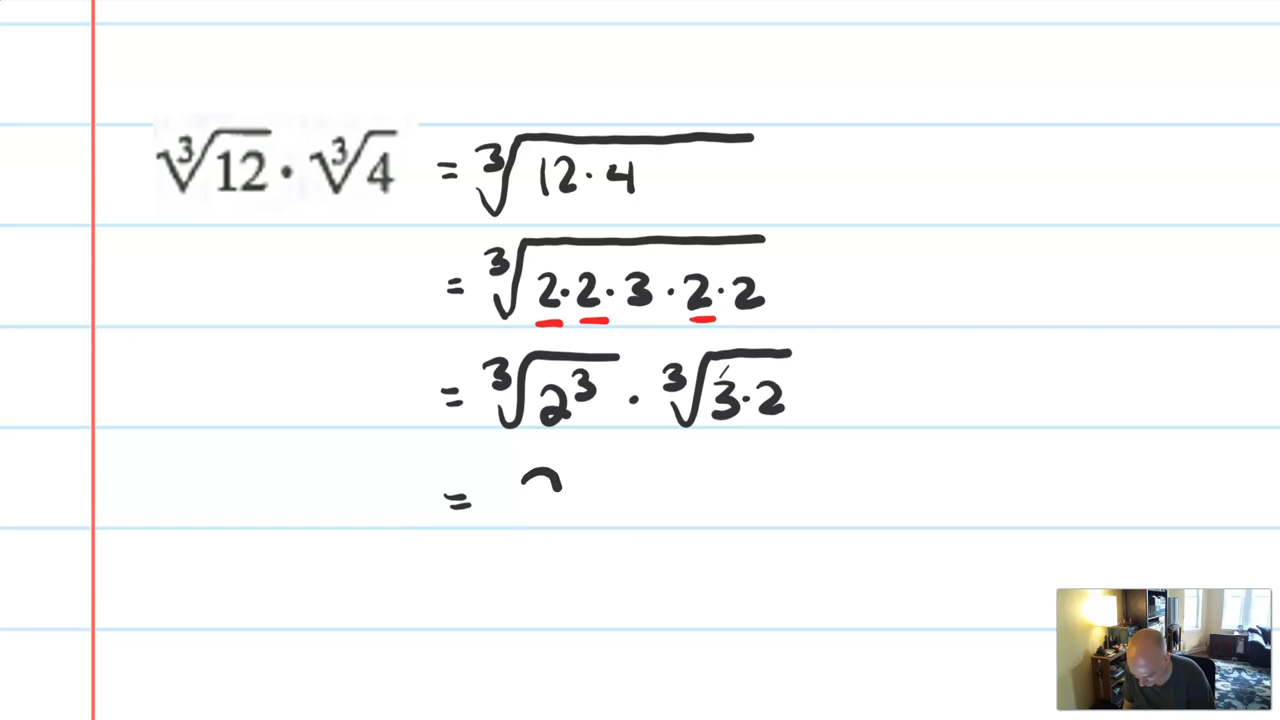 ∛12 · ∛4 = ∛12·4
= ∛2·2·3·2·2
= ∛2³ · ∛3·2
=